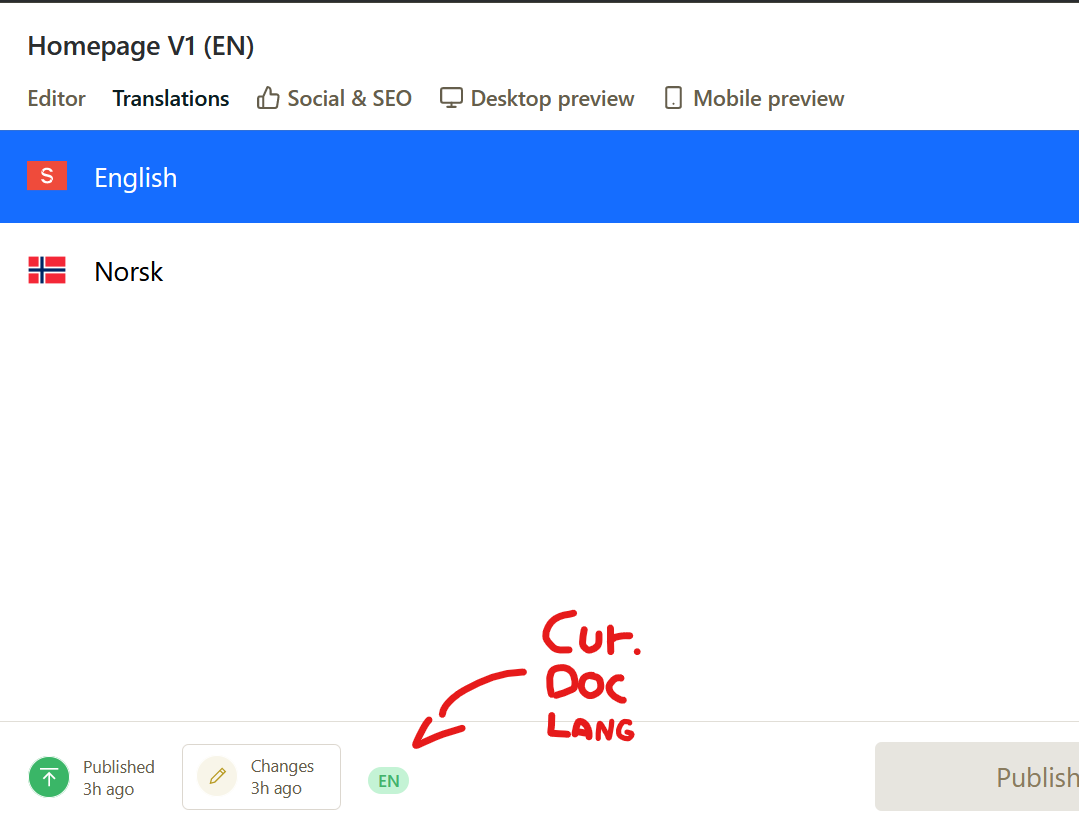 Homepage V1 (EN)
Editor Translations Social & SEO Desktop preview Mobile preview
S English
Norsk
Cur.
DOC
LANG
Published
3h ago
Changes
3h ago
EN
Publish